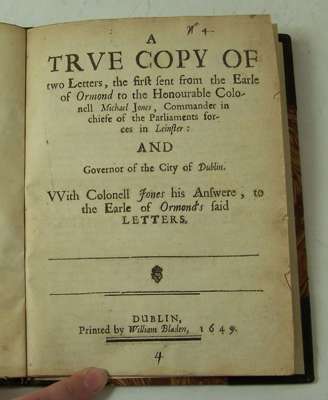 N 4.
A
TRVE COPY OF
two Letters, the first sent from the Earle
of Ormond to the Honourable Colo-
nell Michael Jones, Commander in
chiefe of the Parliaments for-
ces in Leinster:
AND
Governor of the City of Dublin.
VVith Colonell Jones his Answere, to
the Earle of Ormond's said
LETTERS.
DUBLIN,
Printed by William Bladen, 1649.
4